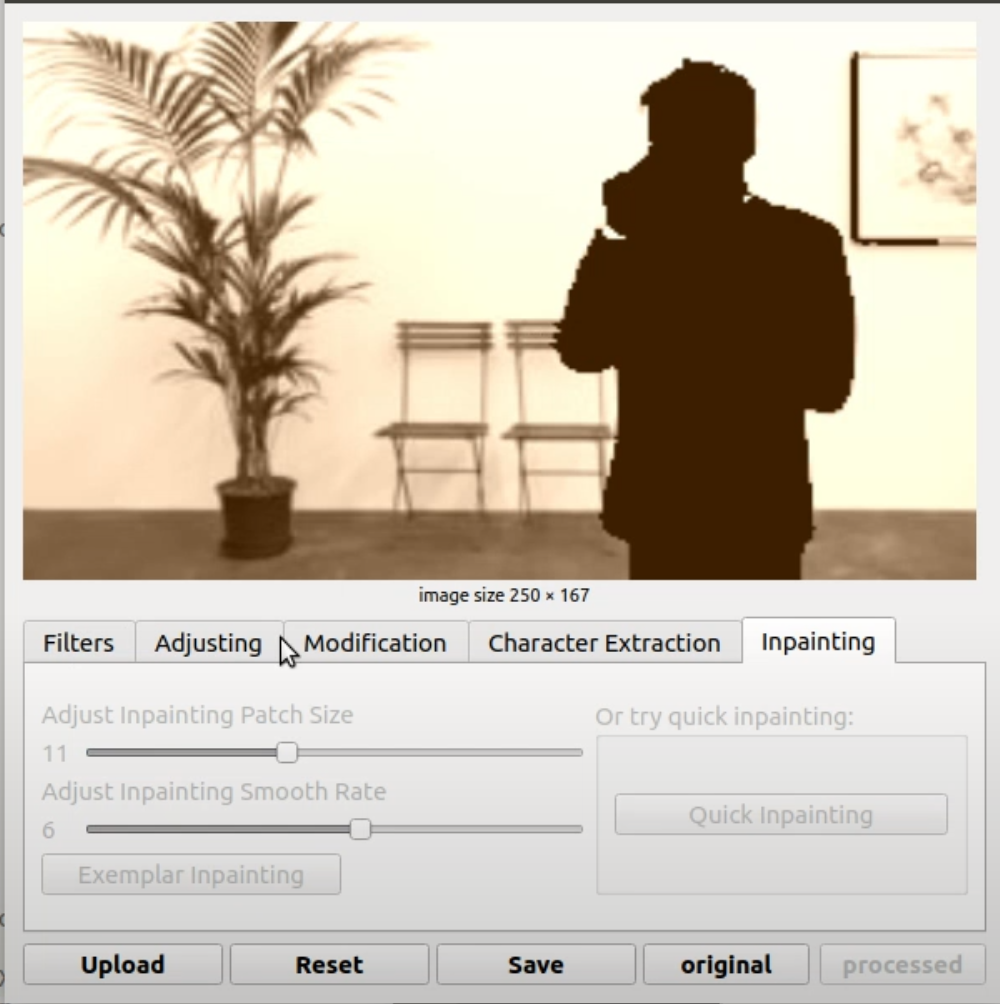 image size 250 × 167
Filters Adjusting Modification Character Extraction Inpainting
Adjust Inpainting Patch Size
11
Adjust Inpainting Smooth Rate
6
Exemplar Inpainting
Or try quick inpainting:
Quick Inpainting
Upload Reset Save original processed